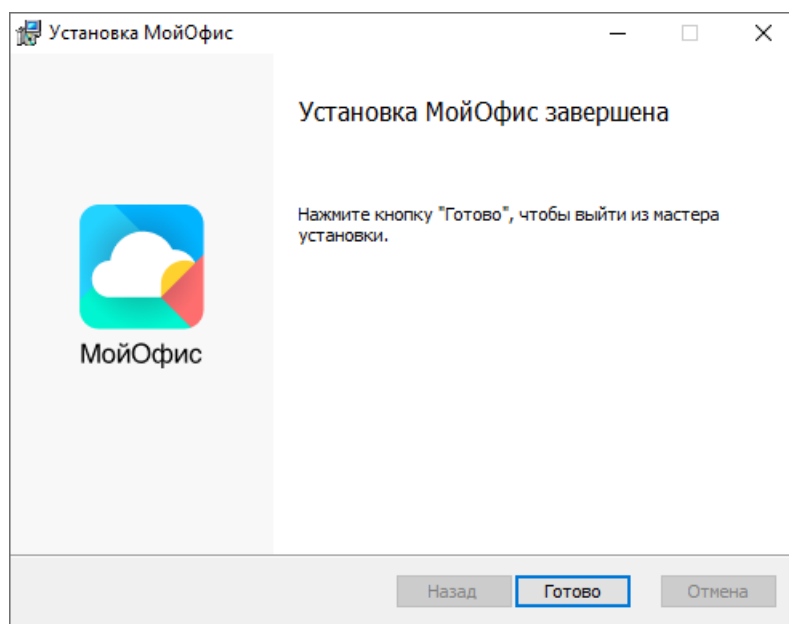 Установка МойОфис
Установка МойОфис завершена
Нажмите кнопку "Готово", чтобы выйти из мастера
установки.
МойОфис
Назад
Готово
Отмена